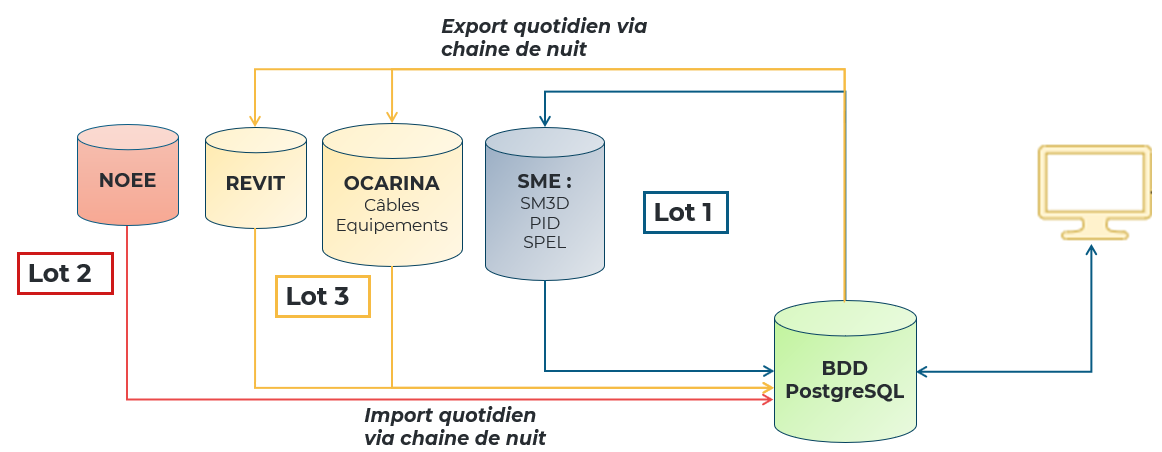 Export quotidien via
chaine de nuit
NOEE
REVIT
OCARINA
Câbles
Equipements
SME :
SM3D
PID
SPEL
Lot 1
Lot 2
Lot 3
BDD
PostgreSQL
Import quotidien
via chaine de nuit